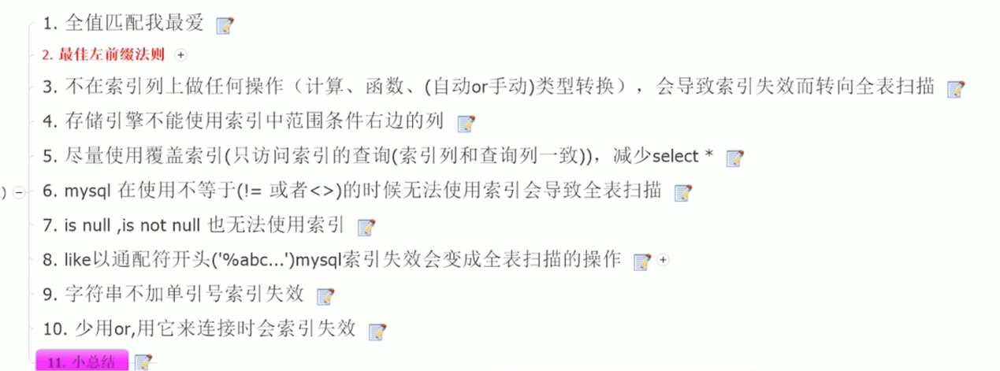 1. 全值匹配我最爱
2. 最佳左前缀法则
3. 不在索引列上做任何操作（计算、函数、(自动or手动)类型转换），会导致索引失效而转向全表扫描
4. 存储引擎不能使用索引中范围条件右边的列
5. 尽量使用覆盖索引(只访问索引的查询(索引列和查询列一致))，减少select *
)
6. mysql 在使用不等于(!= 或者<>)的时候无法使用索引会导致全表扫描
7. is null ,is not null 也无法使用索引
8. like以通配符开头('%abc...')mysql索引失效会变成全表扫描的操作
9. 字符串不加单引号索引失效
10. 少用or,用它来连接时会索引失效
11. 小总结